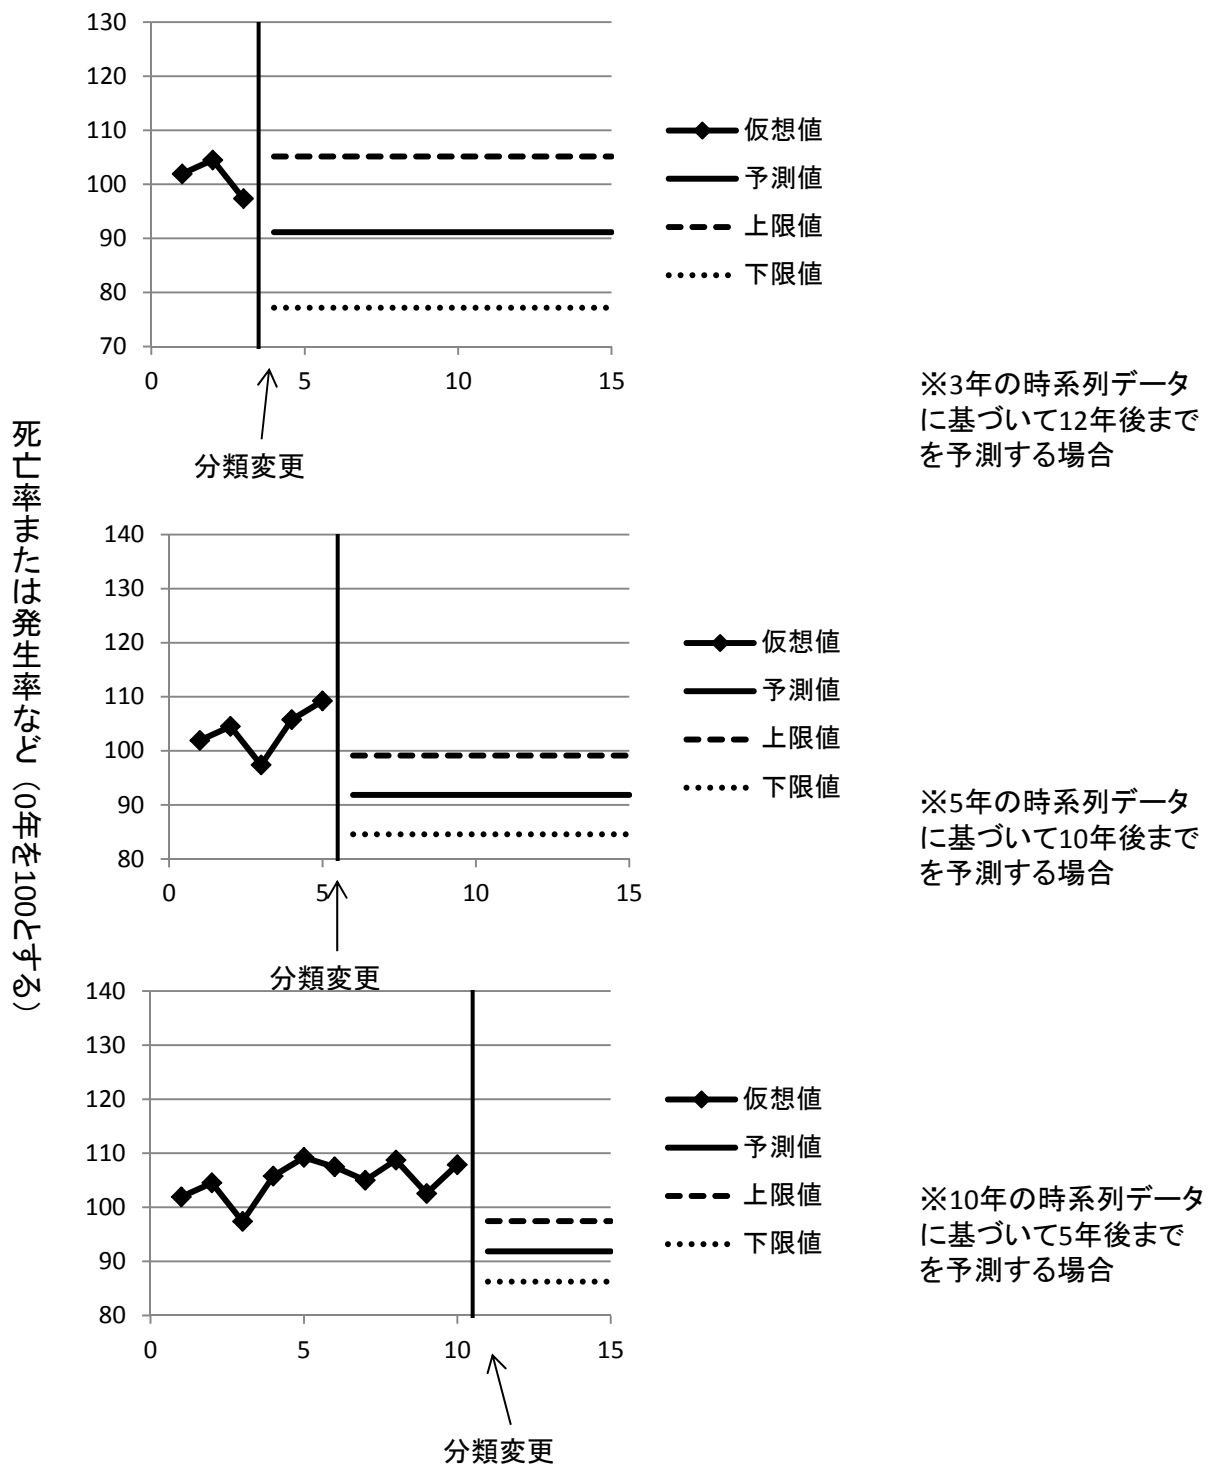 死亡率または発生率など（0年を100とする）
130
120
110
100
90
80
70
0
5
10
15
分類変更
仮想値
予測値
上限値
下限値
※3年の時系列データ
に基づいて12年後まで
を予測する場合
140
130
120
110
100
90
80
0
5
10
15
分類変更
仮想値
予測値
上限値
下限値
※5年の時系列データ
に基づいて10年後まで
を予測する場合
140
130
120
110
100
90
80
0
5
10
15
分類変更
仮想値
予測値
上限値
下限値
※10年の時系列データ
に基づいて5年後まで
を予測する場合